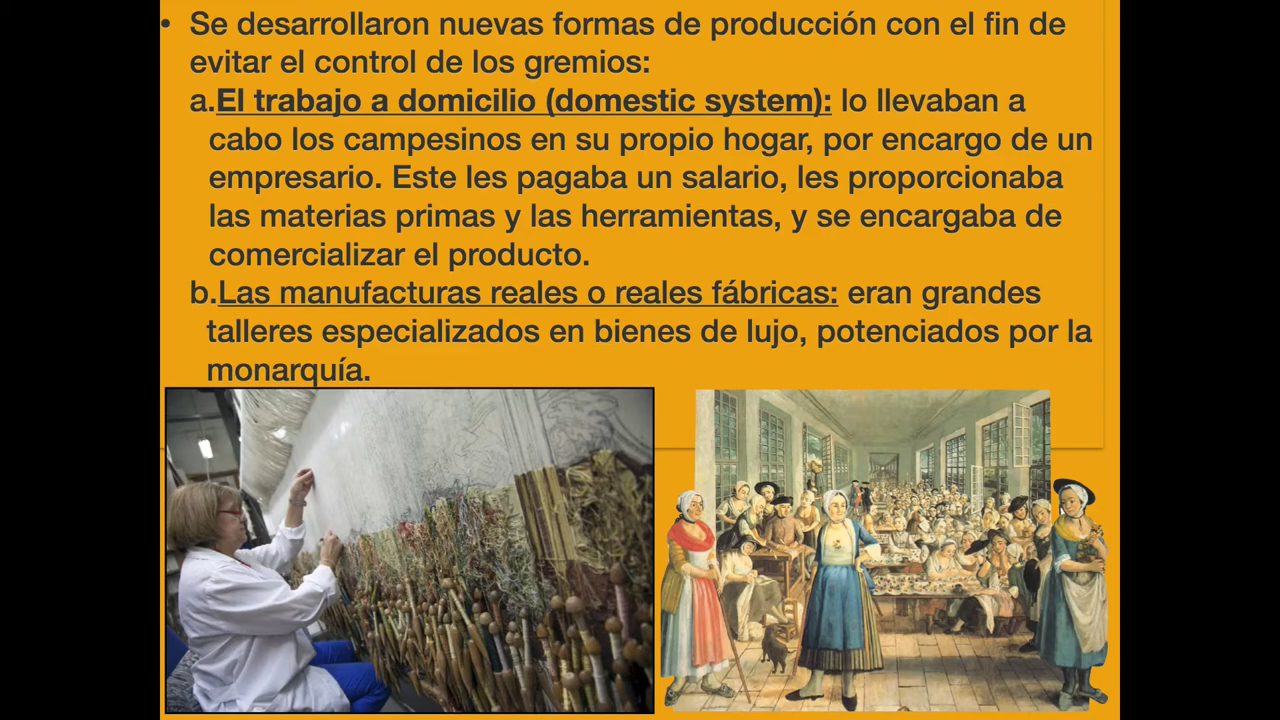 • Se desarrollaron nuevas formas de producción con el fin de
evitar el control de los gremios:
a.El trabajo a domicilio (domestic system): lo llevaban a
cabo los campesinos en su propio hogar, por encargo de un
empresario. Este les pagaba un salario, les proporcionaba
las materias primas y las herramientas, y se encargaba de
comercializar el producto.
b.Las manufacturas reales o reales fábricas: eran grandes
talleres especializados en bienes de lujo, potenciados por la
monarquía.